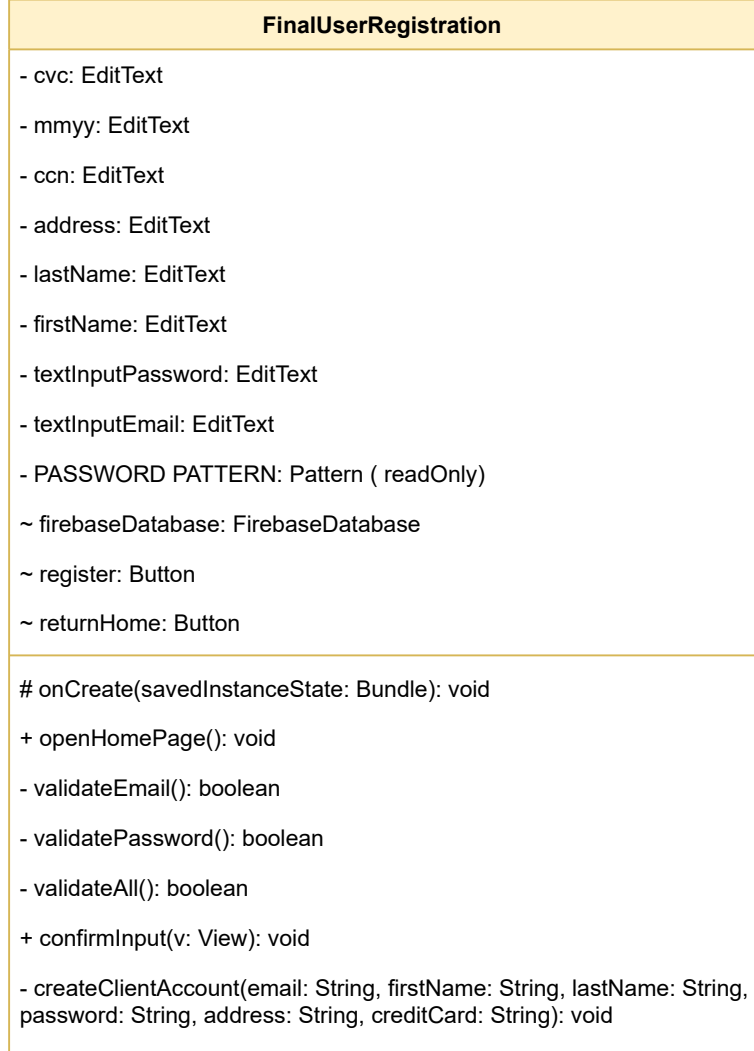 FinalUserRegistration
- cvc: EditText
- mmyy: EditText
- ccn: EditText
- address: EditText
- lastName: EditText
- firstName: EditText
- textInputPassword: EditText
- textInputEmail: EditText
- PASSWORD PATTERN: Pattern ( readOnly)
~ firebaseDatabase: FirebaseDatabase
~ register: Button
~ returnHome: Button
# onCreate(savedInstanceState: Bundle): void
+ openHomePage(): void
- validateEmail(): boolean
- validatePassword(): boolean
- validateAll(): boolean
+ confirmInput(v: View): void
- createClientAccount(email: String, firstName: String, lastName: String,
password: String, address: String, creditCard: String): void